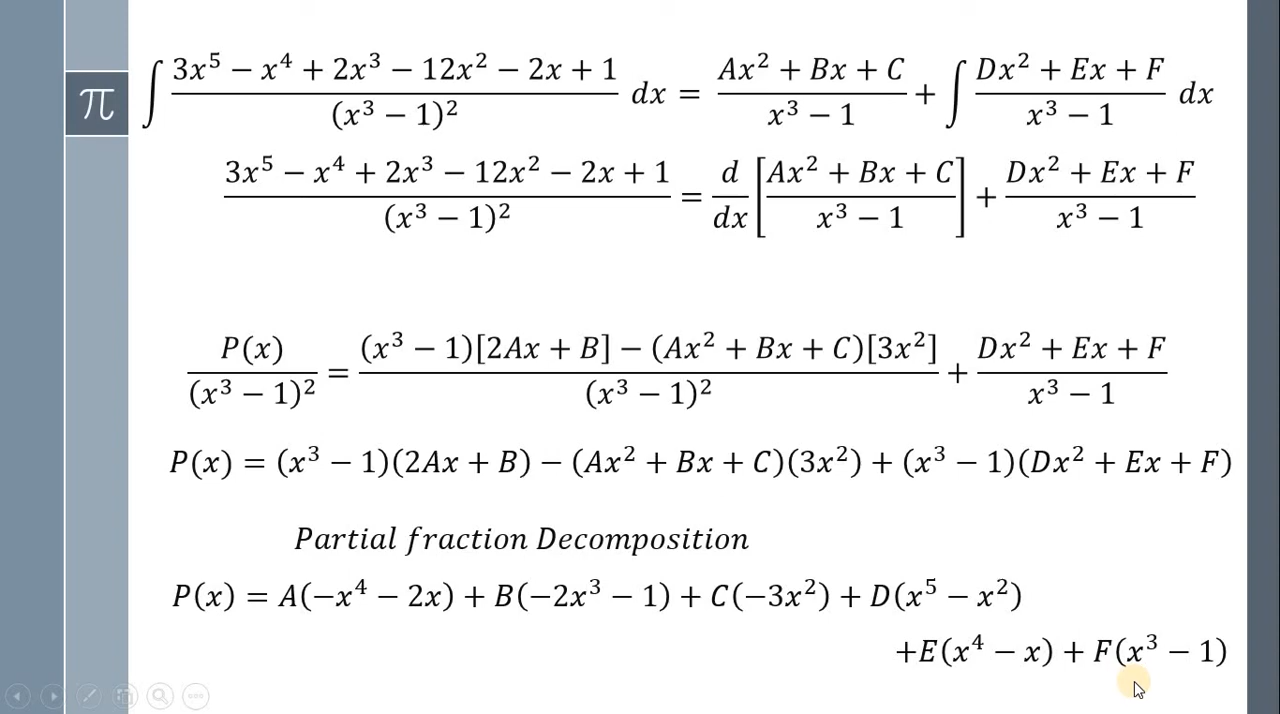 π
∫ (3x⁵ − x⁴ + 2x³ − 12x² − 2x + 1)/(x³ − 1)² dx = (Ax² + Bx + C)/(x³ − 1) + ∫ (Dx² + Ex + F)/(x³ − 1) dx
(3x⁵ − x⁴ + 2x³ − 12x² − 2x + 1)/(x³ − 1)² = d/dx [(Ax² + Bx + C)/(x³ − 1)] + (Dx² + Ex + F)/(x³ − 1)
P(x)/(x³ − 1)² = ((x³ − 1)[2Ax + B] − (Ax² + Bx + C)[3x²])/(x³ − 1)² + (Dx² + Ex + F)/(x³ − 1)
P(x) = (x³ − 1)(2Ax + B) − (Ax² + Bx + C)(3x²) + (x³ − 1)(Dx² + Ex + F)
Partial fraction Decomposition
P(x) = A(−x⁴ − 2x) + B(−2x³ − 1) + C(−3x²) + D(x⁵ − x²)
+E(x⁴ − x) + F(x³ − 1)